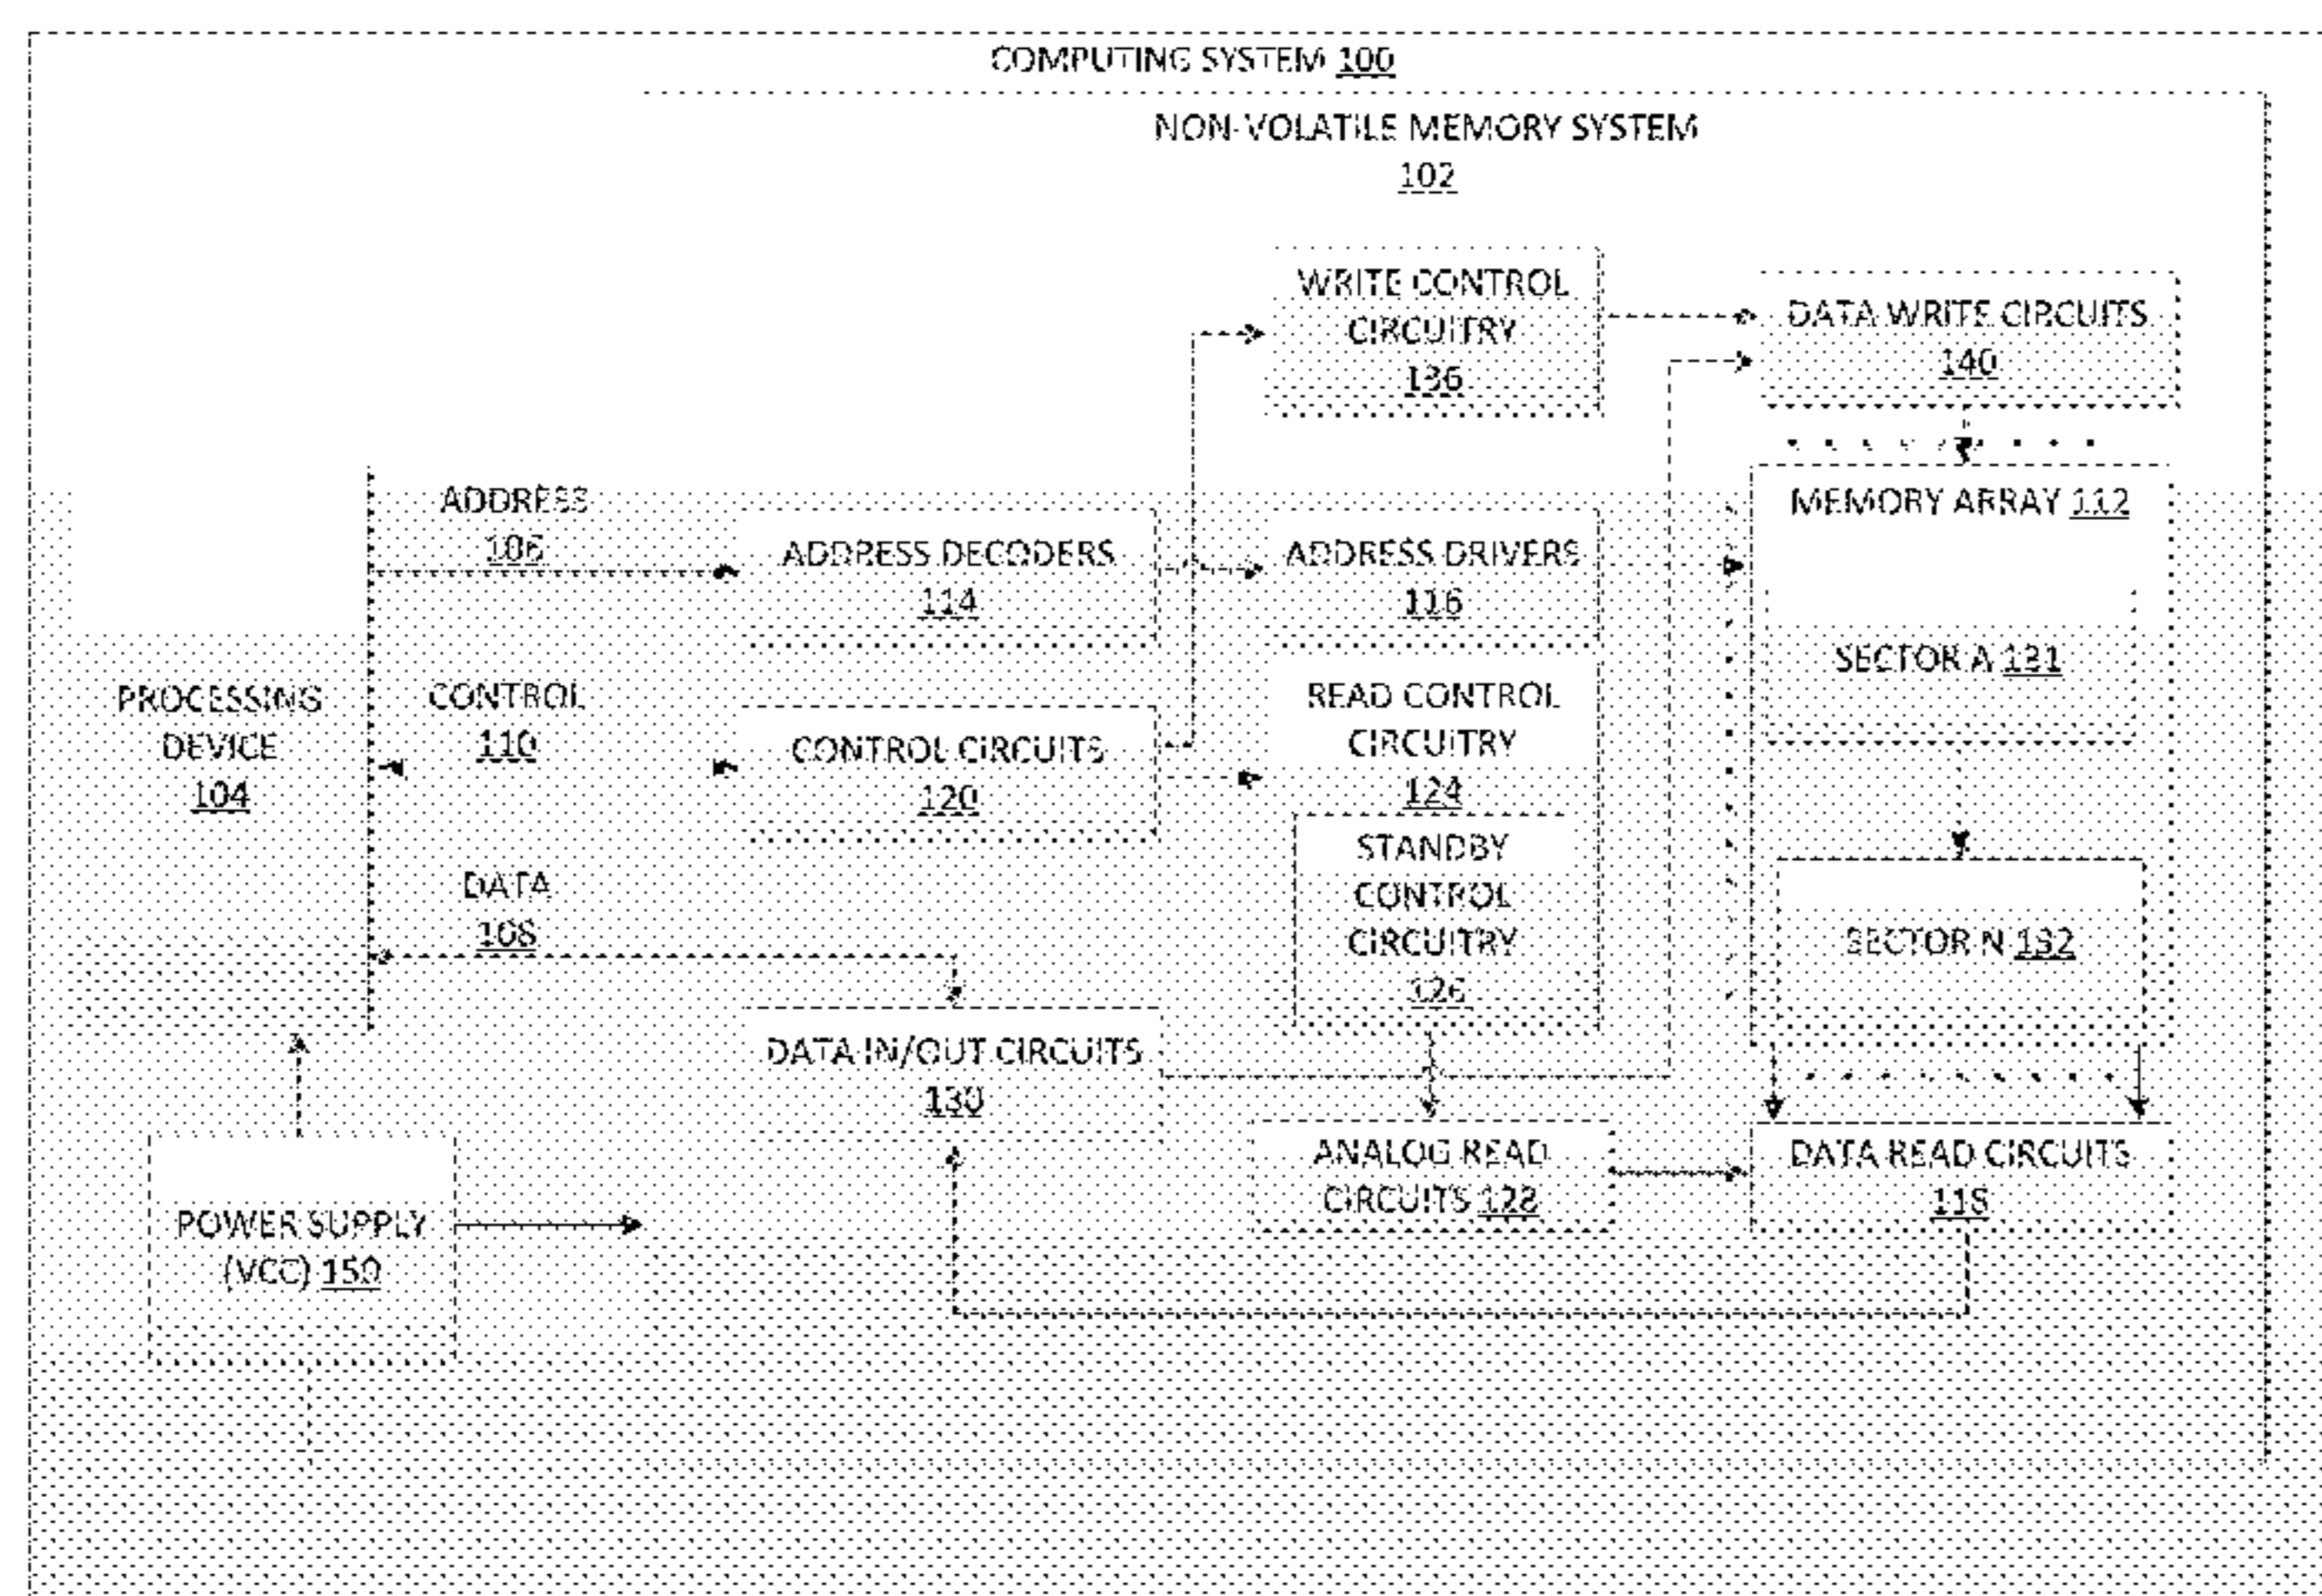 COMPUTING SYSTEM 100
NON-VOLATILE MEMORY SYSTEM
102
WRITE CONTROL
CIRCUITRY
136
DATA WRITE CIRCUITS
140
ADDRESS
106
ADDRESS DECODERS
114
ADDRESS DRIVERS
116
MEMORY ARRAY 112
SECTOR A 131
PROCESSING
DEVICE
104
CONTROL
110
CONTROL CIRCUITS
120
READ CONTROL
CIRCUITRY
124
STANDBY
CONTROL
CIRCUITRY
126
DATA
108
SECTOR N 132
DATA IN/OUT CIRCUITS
130
ANALOG READ
CIRCUITS 128
DATA READ CIRCUITS
118
POWER SUPPLY
(VCC) 150